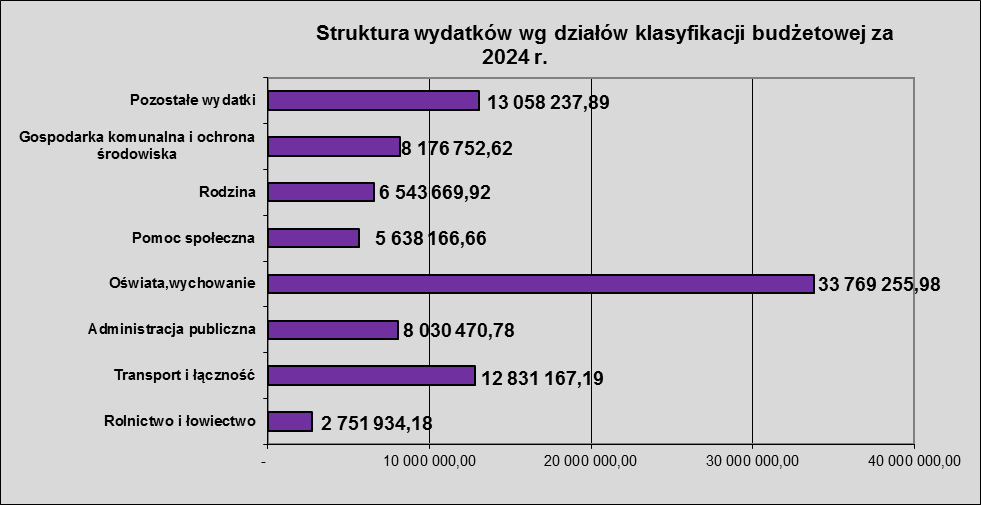 Struktura wydatków wg działów klasyfikacji budżetowej za
2024 r.
Pozostałe wydatki
13 058 237,89
Gospodarka komunalna i ochrona
środowiska
8 176 752,62
Rodzina
6 543 669,92
Pomoc społeczna
5 638 166,66
Oświata,wychowanie
33 769 255,98
Administracja publiczna
8 030 470,78
Transport i łączność
12 831 167,19
Rolnictwo i łowiectwo
2 751 934,18
- 10 000 000,00 20 000 000,00 30 000 000,00 40 000 000,00